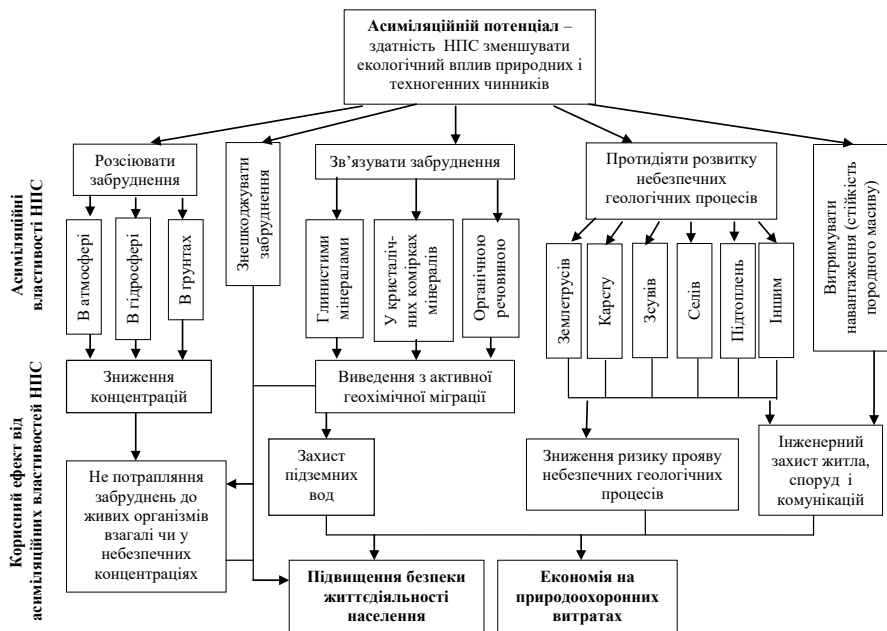 Асиміляційній потенціал –
здатність НПС зменшувати
екологічний вплив природних і
техногенних чинників
Асиміляційні
властивості НПС
Розсіювати
забруднення
Знешкоджувати
забруднення
Зв’язувати забруднення
Протидіяти розвитку
небезпечних
геологічних процесів
Витримувати
навантаження (стійкість
породного масиву)
В атмосфері
В гідросфері
В ґрунтах
Глинистими
мінералами
У кристаліч-
них комірках
мінералів
Органічною
речовиною
Землетрусів
Карсту
Зсувів
Селів
Підтоплень
Іншим
Корисний ефект від
асиміляційних властивостей НПС
Зниження
концентрацій
Виведення з активної
геохімічної міграції
Не потрапляння
забруднень до
живих організмів
взагалі чи у
небезпечних
концентраціях
Захист
підземних
вод
Зниження ризику прояву
небезпечних геологічних
процесів
Інженерний
захист житла,
споруд і
комунікацій
Підвищення безпеки
життєдіяльності
населення
Економія на
природоохоронних
витратах